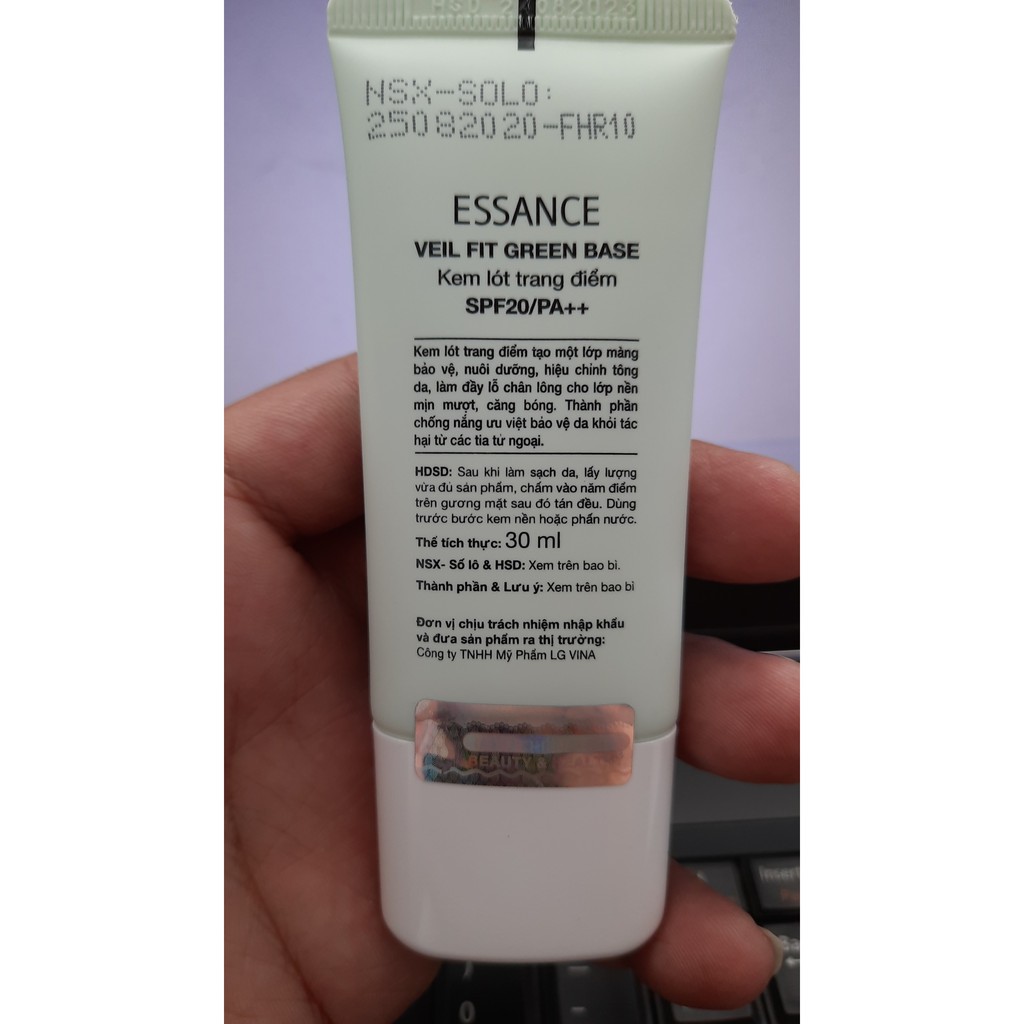 HSD 25082023
NSX-SOLO:
25082020-FHR10
ESSANCE
VEIL FIT GREEN BASE
Kem lót trang điểm
SPF20/PA++
Kem lót trang điểm tạo một lớp màng
bảo vệ, nuôi dưỡng, hiệu chỉnh tông
da, làm đầy lỗ chân lông cho lớp nền
mịn mượt, căng bóng. Thành phần
chống nắng ưu việt bảo vệ da khỏi tác
hại từ các tia tử ngoại.
HDSD: Sau khi làm sạch da, lấy lượng
vừa đủ sản phẩm, chấm vào năm điểm
trên gương mặt sau đó tán đều. Dùng
trước bước kem nền hoặc phấn nước.
Thể tích thực: 30 ml
NSX- Số lô & HSD: Xem trên bao bì.
Thành phần & Lưu ý: Xem trên bao bì
Đơn vị chịu trách nhiệm nhập khẩu
và đưa sản phẩm ra thị trường:
Công ty TNHH Mỹ Phẩm LG VINA
BEAUTY &
Insert
0